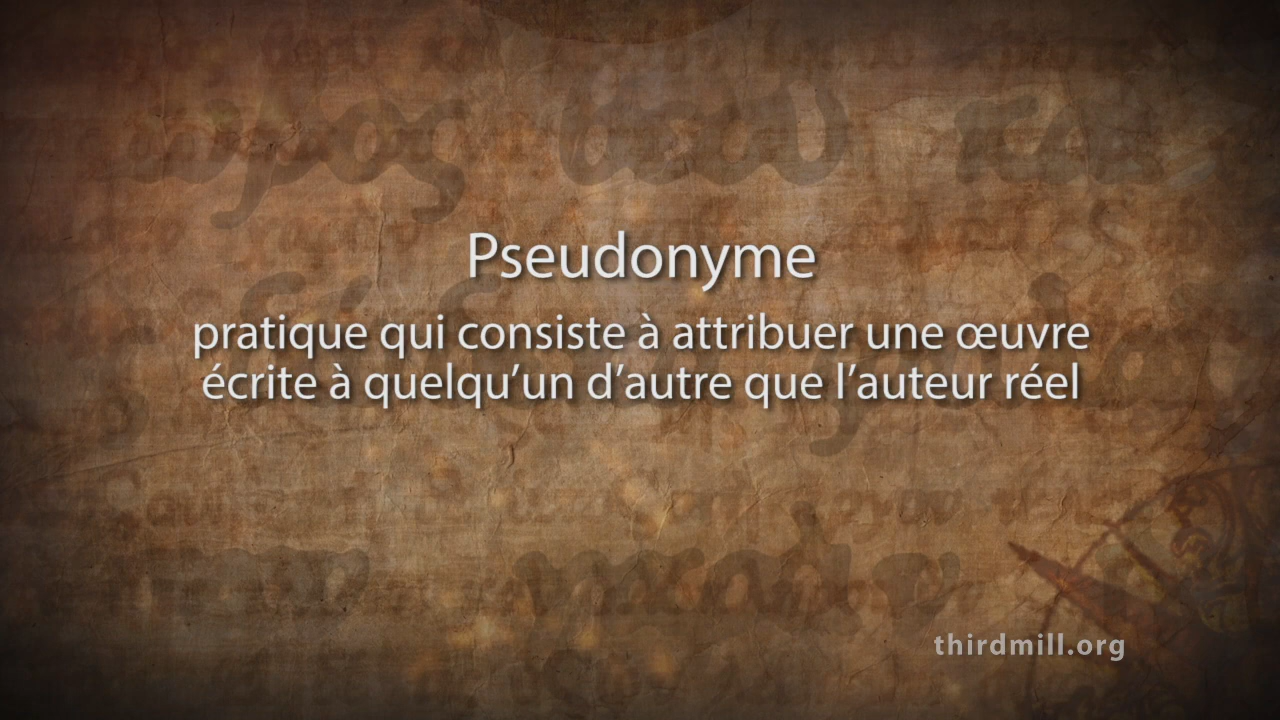 Pseudonyme
pratique qui consiste à attribuer une œuvre
écrite à quelqu’un d’autre que l’auteur réel
thirdmill.org